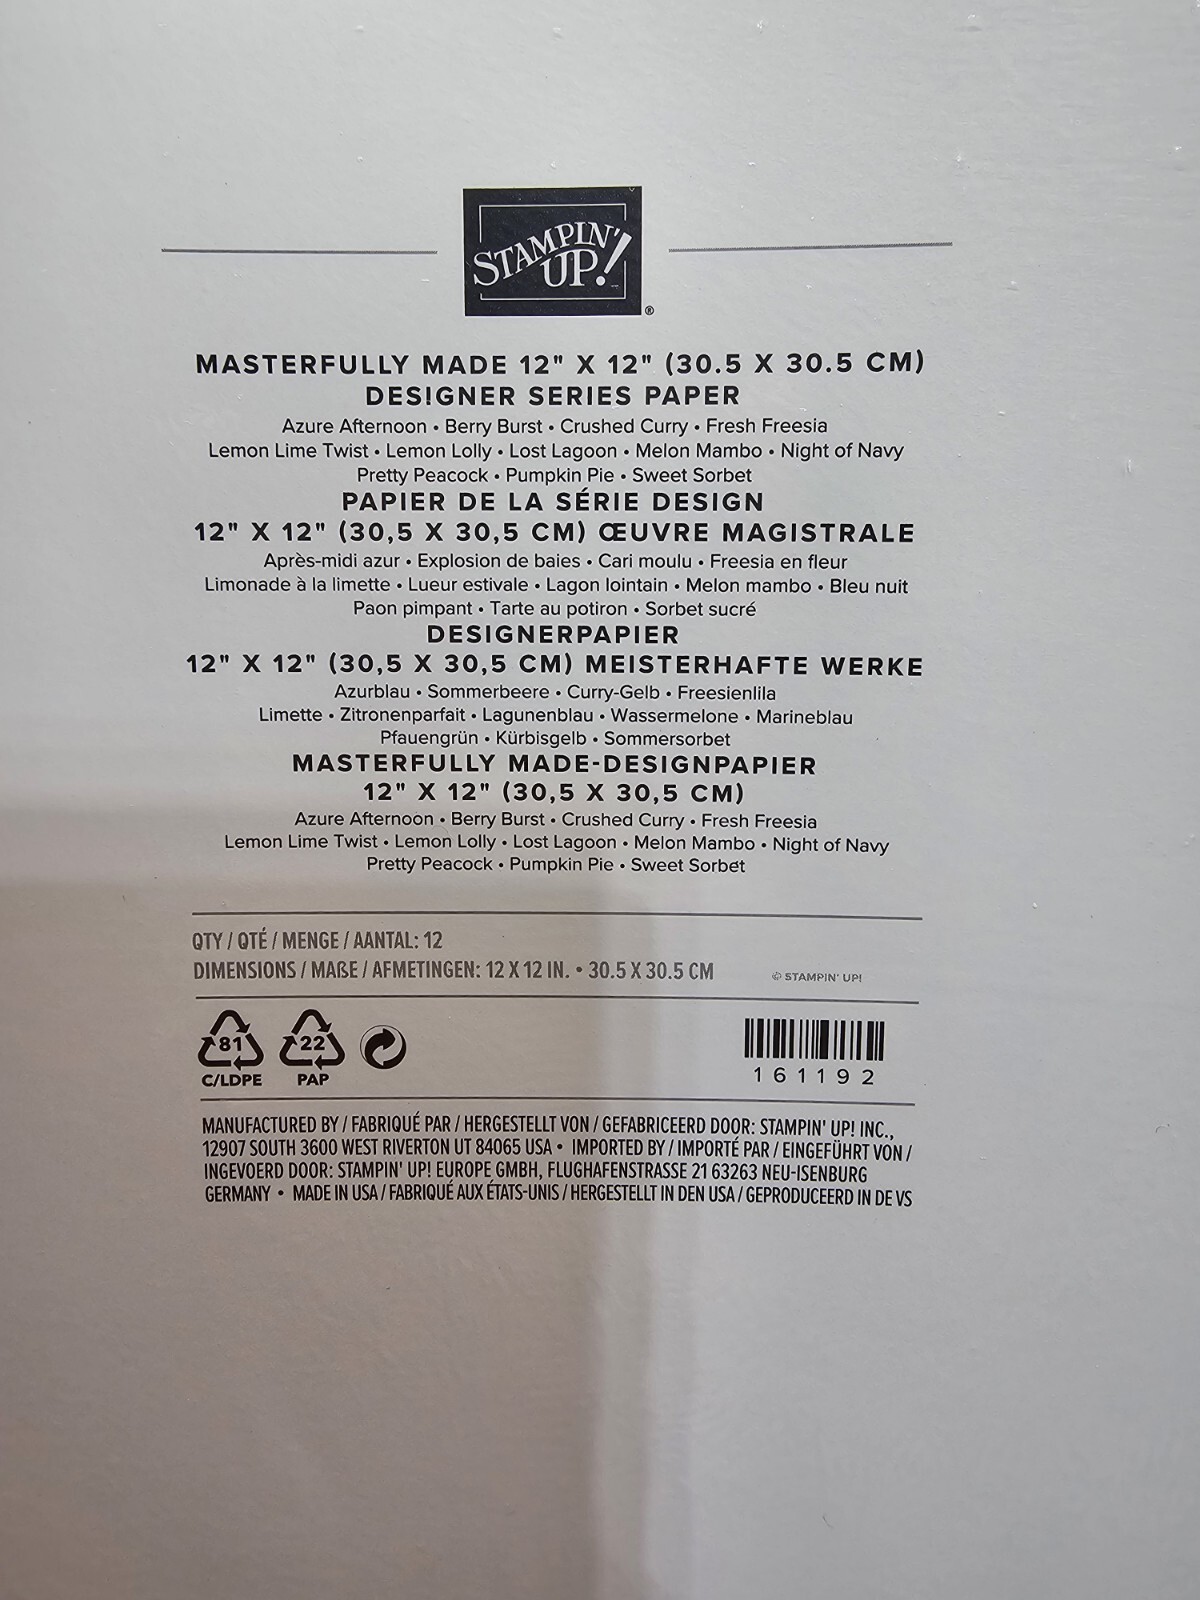 STAMPIN' UP!®
MASTERFULLY MADE 12" X 12" (30.5 X 30.5 CM)
DESIGNER SERIES PAPER
Azure Afternoon • Berry Burst • Crushed Curry • Fresh Freesia
Lemon Lime Twist • Lemon Lolly • Lost Lagoon • Melon Mambo • Night of Navy
Pretty Peacock • Pumpkin Pie • Sweet Sorbet
PAPIER DE LA SÉRIE DESIGN
12" X 12" (30,5 X 30,5 CM) ŒUVRE MAGISTRALE
Après-midi azur • Explosion de baies • Cari moulu • Freesia en fleur
Limonade à la limette • Lueur estivale • Lagon lointain • Melon mambo • Bleu nuit
Paon pimpant • Tarte au potiron • Sorbet sucré
DESIGNERPAPIER
12" X 12" (30,5 X 30,5 CM) MEISTERHAFTE WERKE
Azurblau • Sommerbeere • Curry-Gelb • Freesienlila
Limette • Zitronenparfait • Lagunenblau • Wassermelone • Marineblau
Pfauengrün • Kürbisgelb • Sommersorbet
MASTERFULLY MADE-DESIGNPAPIER
12" X 12" (30,5 X 30,5 CM)
Azure Afternoon • Berry Burst • Crushed Curry • Fresh Freesia
Lemon Lime Twist • Lemon Lolly • Lost Lagoon • Melon Mambo • Night of Navy
Pretty Peacock • Pumpkin Pie • Sweet Sorbet
QTY / QTÉ / MENGE / AANTAL: 12
DIMENSIONS / MAßE / AFMETINGEN: 12 X 12 IN. • 30.5 X 30.5 CM
© STAMPIN' UP!
81 22
C/LDPE PAP
161192
MANUFACTURED BY / FABRIQUÉ PAR / HERGESTELLT VON / GEFABRICEERD DOOR: STAMPIN' UP! INC.,
12907 SOUTH 3600 WEST RIVERTON UT 84065 USA • IMPORTED BY / IMPORTÉ PAR / EINGEFÜHRT VON /
INGEVOERD DOOR: STAMPIN' UP! EUROPE GMBH, FLUGHAFENSTRASSE 21 63263 NEU-ISENBURG
GERMANY • MADE IN USA / FABRIQUÉ AUX ÉTATS-UNIS / HERGESTELLT IN DEN USA / GEPRODUCEERD IN DE VS